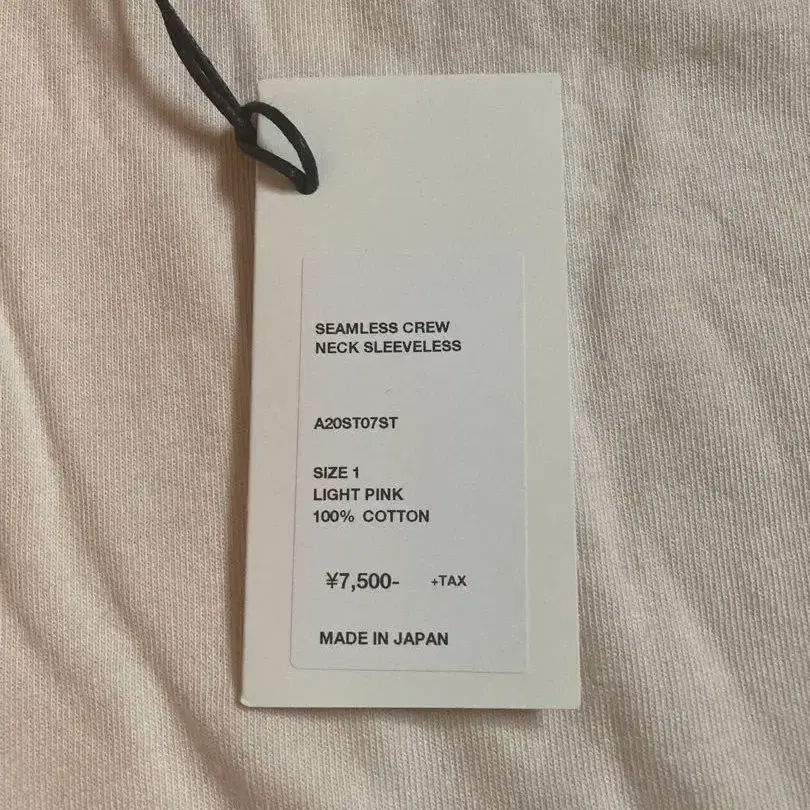 SEAMLESS CREW
NECK SLEEVELESS
A20ST07ST
SIZE 1
LIGHT PINK
100% COTTON
¥7,500- +TAX
MADE IN JAPAN